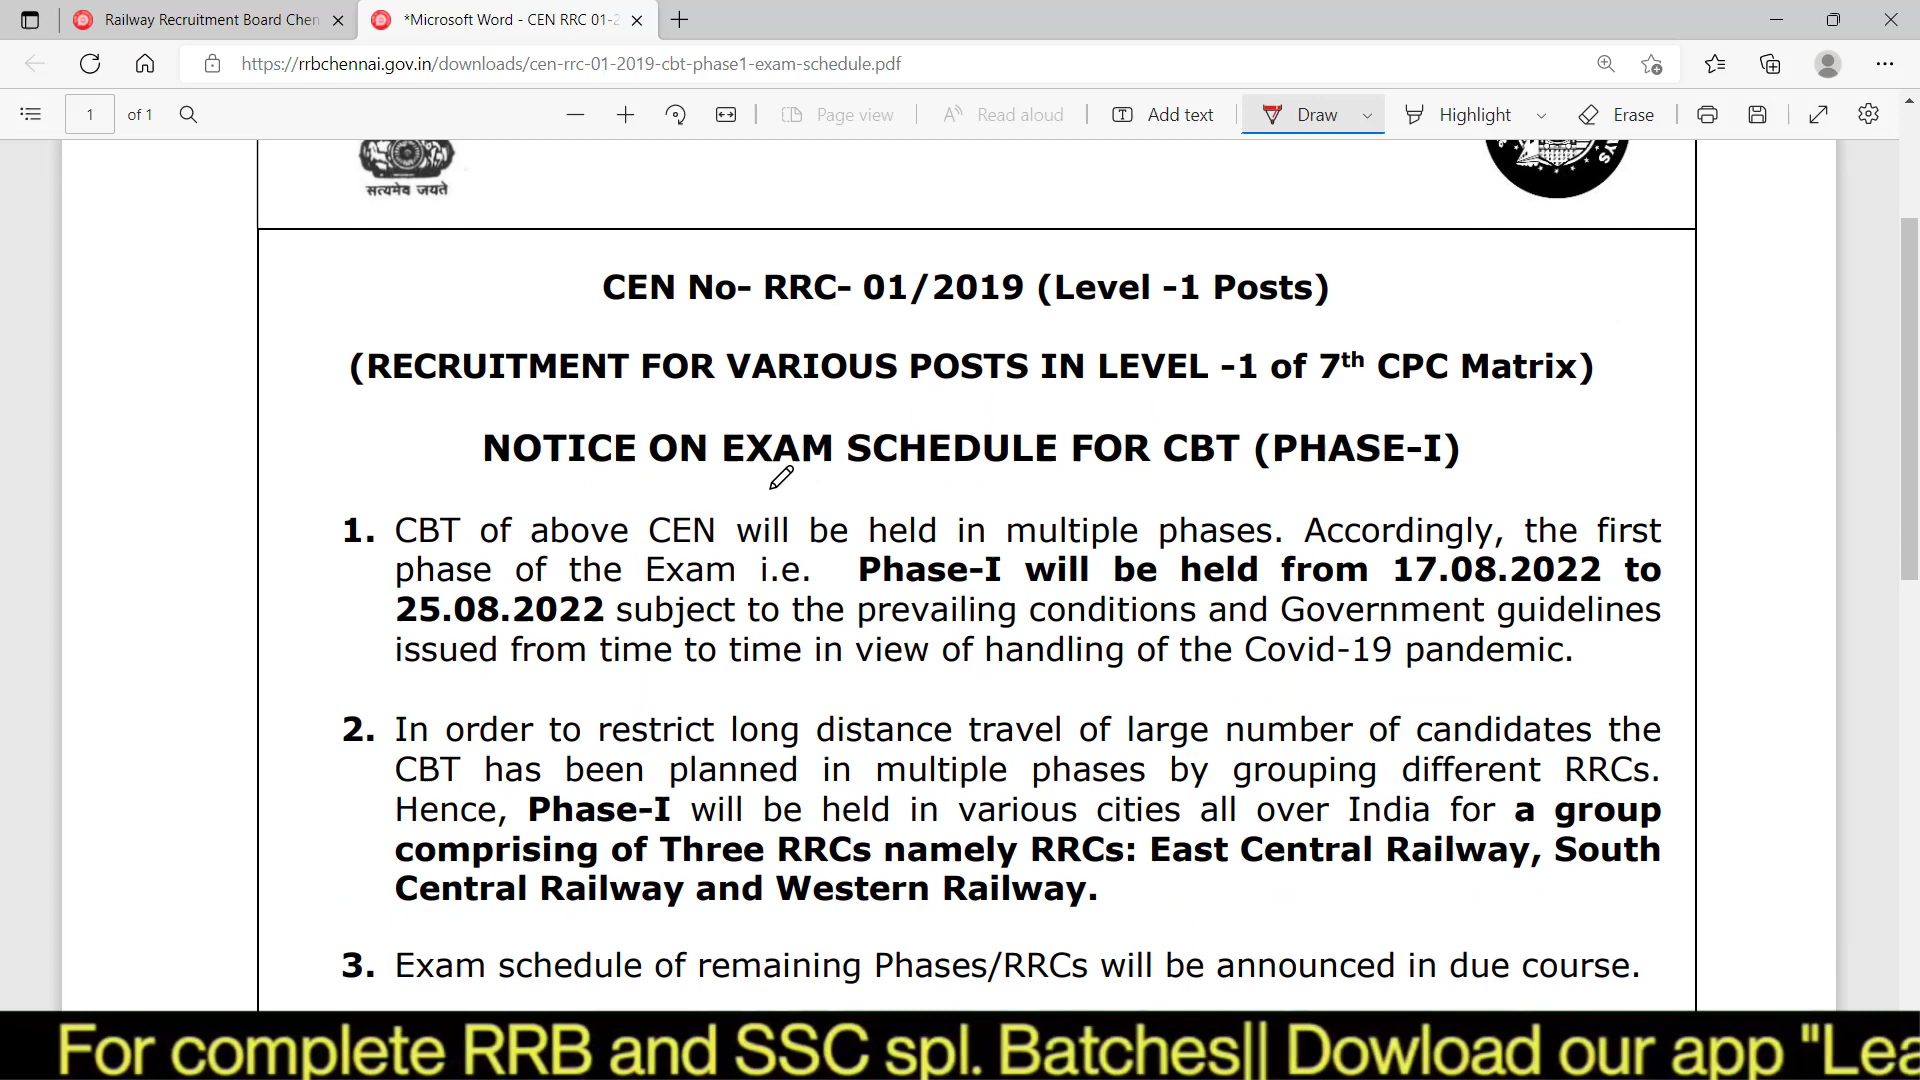 Railway Recruitment Board Chen
*Microsoft Word - CEN RRC 01-2
https://rrbchennai.gov.in/downloads/cen-rrc-01-2019-cbt-phase1-exam-schedule.pdf
1 of 1 Page view Read aloud Add text Draw Highlight Erase
सत्यमेव जयते
CEN No- RRC- 01/2019 (Level -1 Posts)
(RECRUITMENT FOR VARIOUS POSTS IN LEVEL -1 of 7th CPC Matrix)
NOTICE ON EXAM SCHEDULE FOR CBT (PHASE-I)
1. CBT of above CEN will be held in multiple phases. Accordingly, the first
phase of the Exam i.e. Phase-I will be held from 17.08.2022 to
25.08.2022 subject to the prevailing conditions and Government guidelines
issued from time to time in view of handling of the Covid-19 pandemic.
2. In order to restrict long distance travel of large number of candidates the
CBT has been planned in multiple phases by grouping different RRCs.
Hence, Phase-I will be held in various cities all over India for a group
comprising of Three RRCs namely RRCs: East Central Railway, South
Central Railway and Western Railway.
3. Exam schedule of remaining Phases/RRCs will be announced in due course.
For complete RRB and SSC spl. Batches|| Dowload our app "Lea